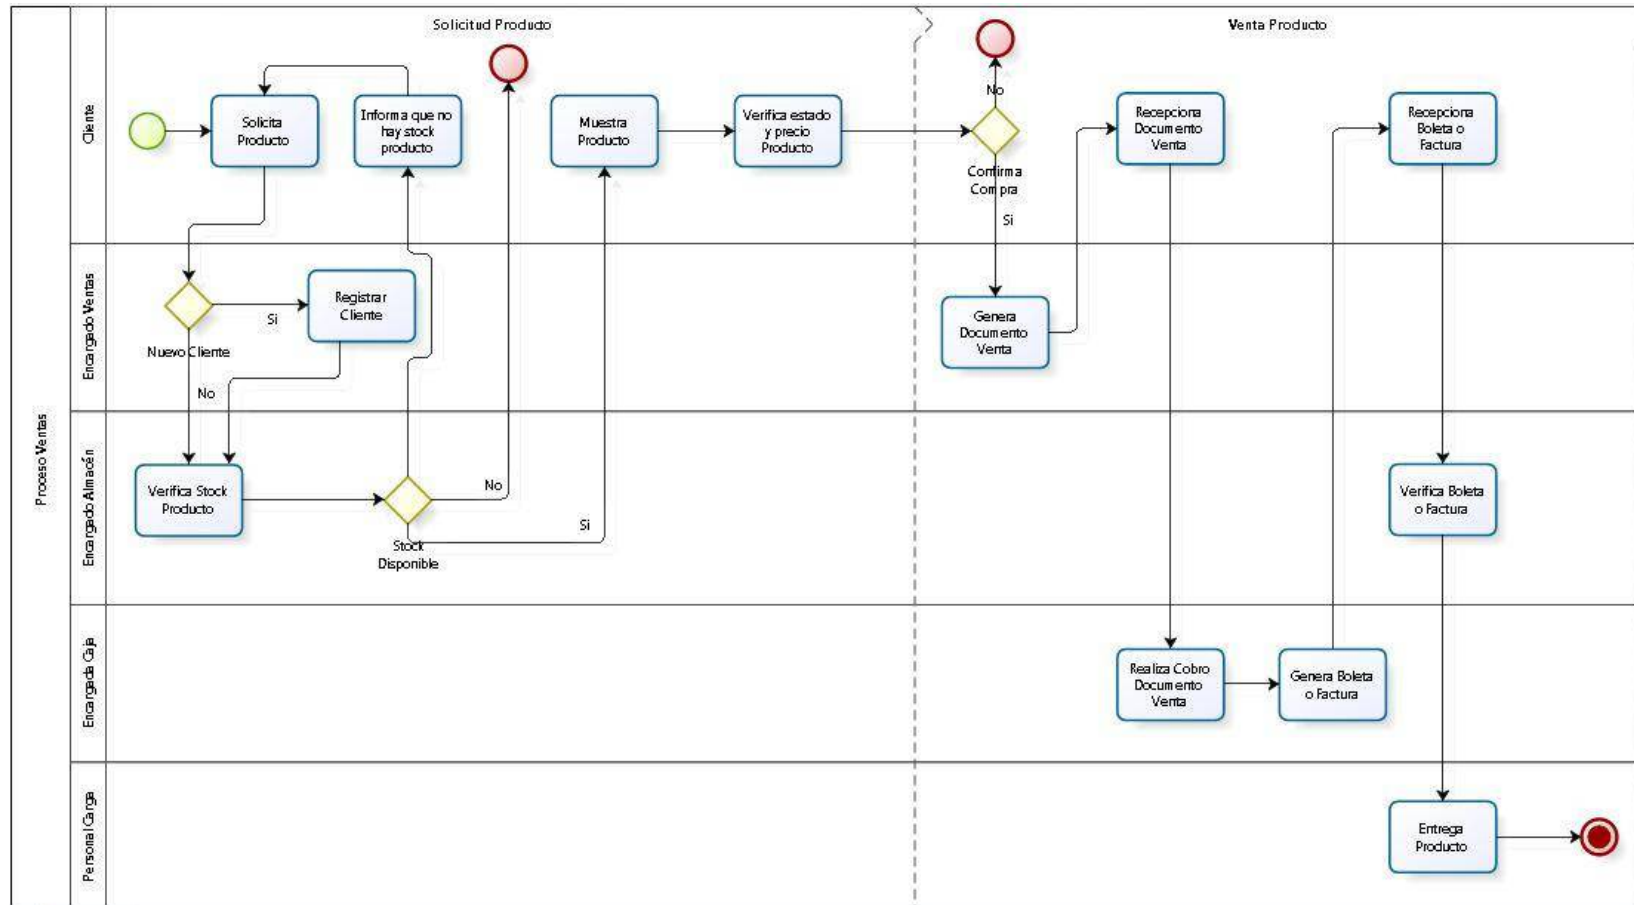 Solicitud Producto
Venta Producto
Proceso Ventas
Cliente
Solicita
Producto
Informa que no
hay stock
producto
Muestra
Producto
Verifica estado
y precio
Producto
No
Confirma
Compra
Si
Recepciona
Documento
Venta
Recepciona
Boleta o
Factura
Encargado Ventas
Nuevo Cliente
Si
Registrar
Cliente
No
Genera
Documento
Venta
Encargado Almacén
Verifica Stock
Producto
Stock
Disponible
No
Si
Verifica Boleta
o Factura
Encargada Caja
Realiza Cobro
Documento
Venta
Genera Boleta
o Factura
Personal Carga
Entrega
Producto